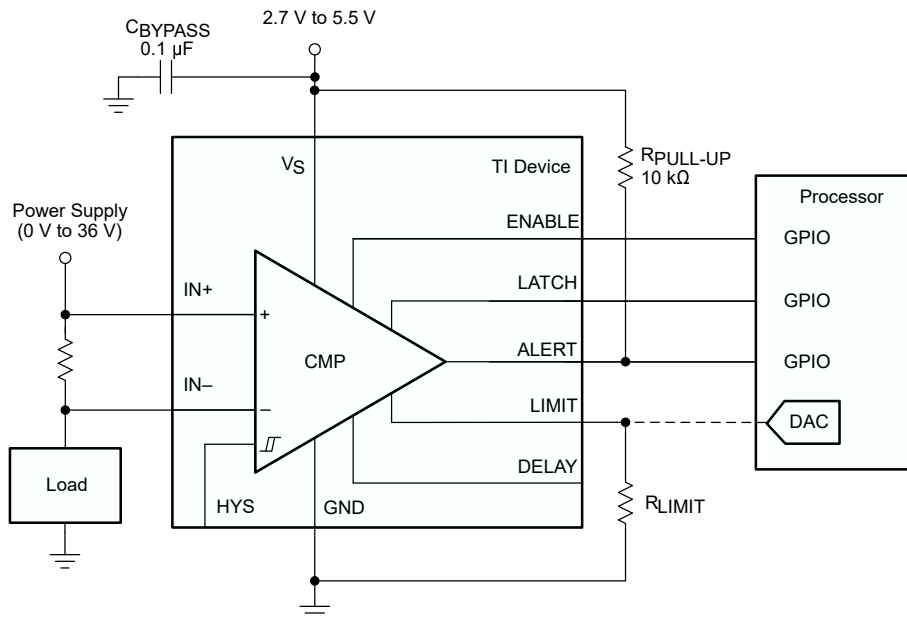 2.7 V to 5.5 V
CBYPASS
0.1 µF
VS
TI Device
RPULL-UP
10 kΩ
Processor
Power Supply
(0 V to 36 V)
ENABLE
GPIO
IN+
LATCH
GPIO
+
CMP
ALERT
GPIO
IN–
–
LIMIT
DAC
Load
DELAY
HYS
GND
RLIMIT